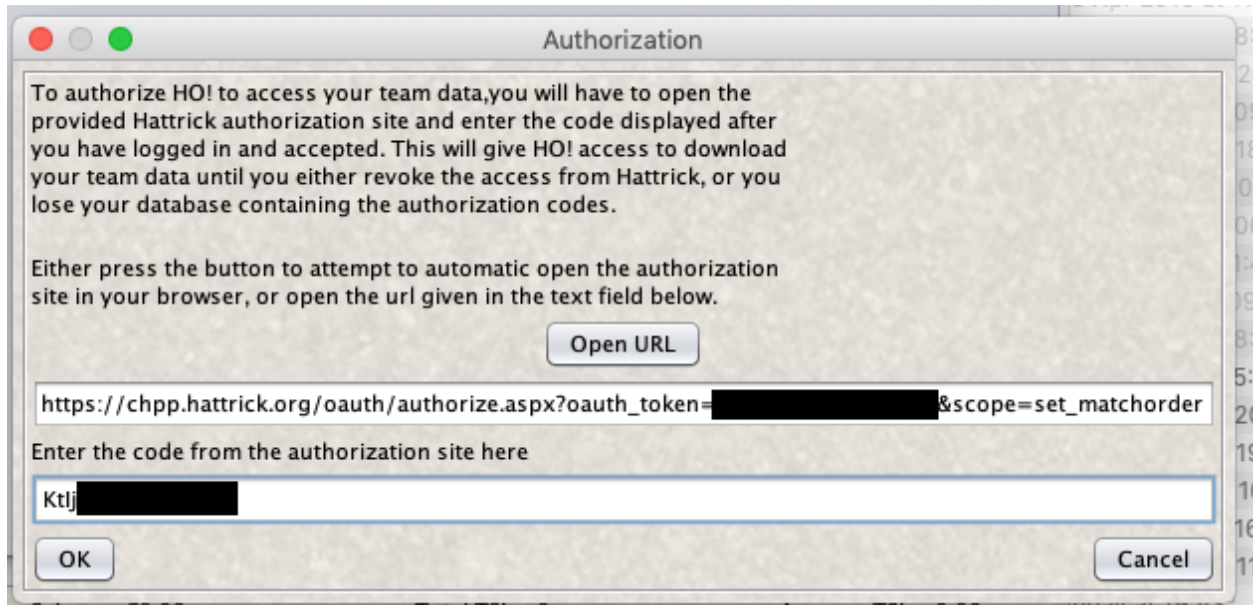 Authorization
To authorize HO! to access your team data,you will have to open the
provided Hattrick authorization site and enter the code displayed after
you have logged in and accepted. This will give HO! access to download
your team data until you either revoke the access from Hattrick, or you
lose your database containing the authorization codes.
Either press the button to attempt to automatic open the authorization
site in your browser, or open the url given in the text field below.
Open URL
https://chpp.hattrick.org/oauth/authorize.aspx?oauth_token= &scope=set_matchorder
Enter the code from the authorization site here
Ktlj
OK Cancel